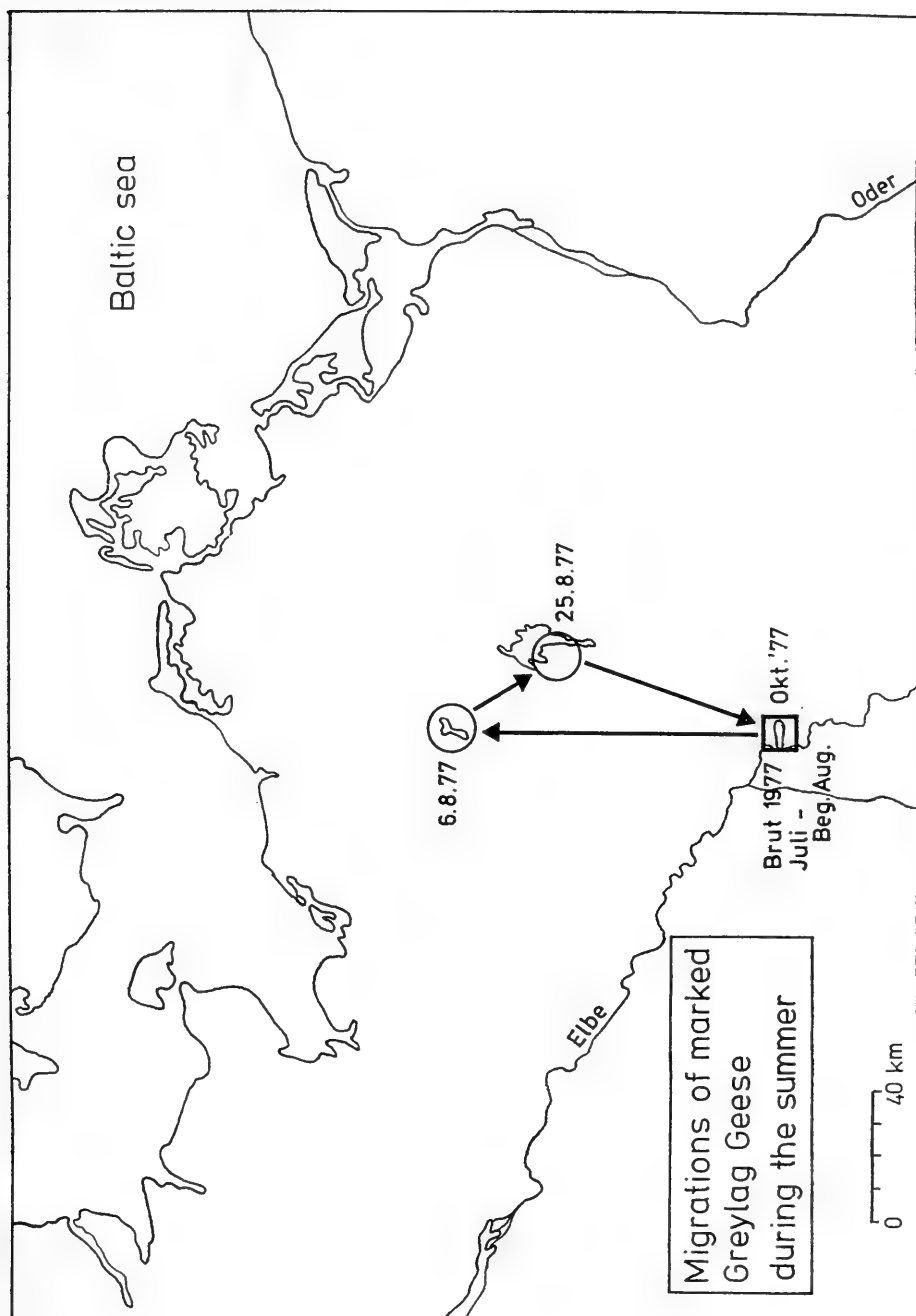 Baltic sea
Oder
6.8.77
25.8.77
Okt.'77
Brut 1977
Juli -
Beg. Aug.
Elbe
Migrations of marked
Greylag Geese
during the summer
0
40 km